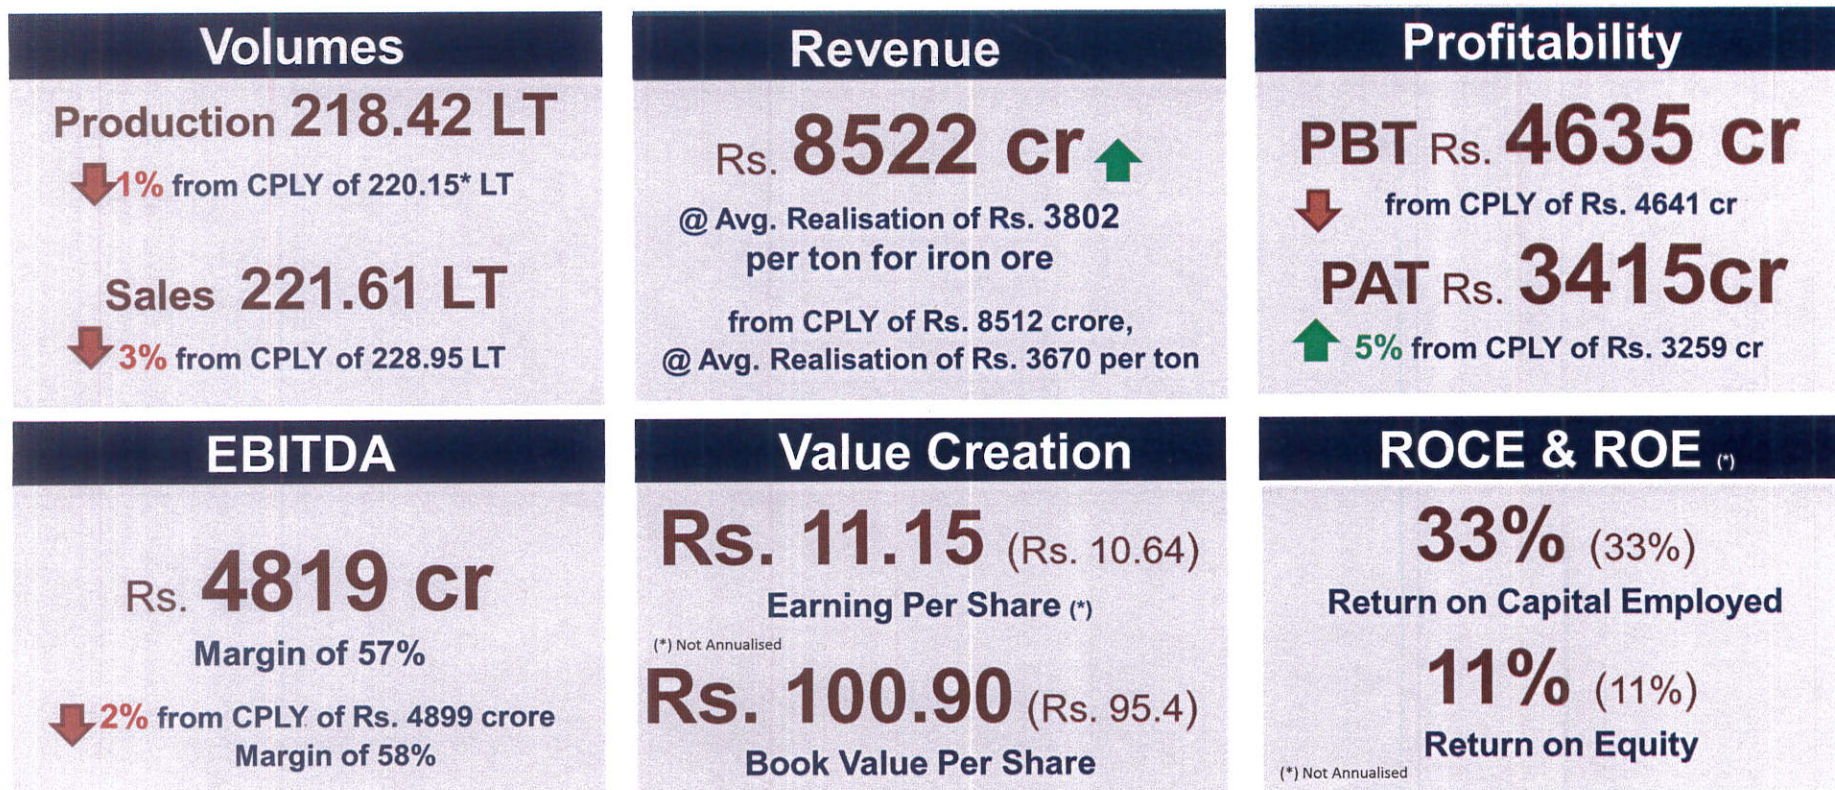 Volumes
Production 218.42 LT
1% from CPLY of 220.15* LT
Sales 221.61 LT
3% from CPLY of 228.95 LT
Revenue
Rs. 8522 cr
@ Avg. Realisation of Rs. 3802
per ton for iron ore
from CPLY of Rs. 8512 crore,
@ Avg. Realisation of Rs. 3670 per ton
Profitability
PBT Rs. 4635 cr
from CPLY of Rs. 4641 cr
PAT Rs. 3415cr
5% from CPLY of Rs. 3259 cr
EBITDA
Rs. 4819 cr
Margin of 57%
2% from CPLY of Rs. 4899 crore
Margin of 58%
Value Creation
Rs. 11.15 (Rs. 10.64)
Earning Per Share (*)
(*) Not Annualised
Rs. 100.90 (Rs. 95.4)
Book Value Per Share
ROCE & ROE (*)
33% (33%)
Return on Capital Employed
11% (11%)
Return on Equity
(*) Not Annualised